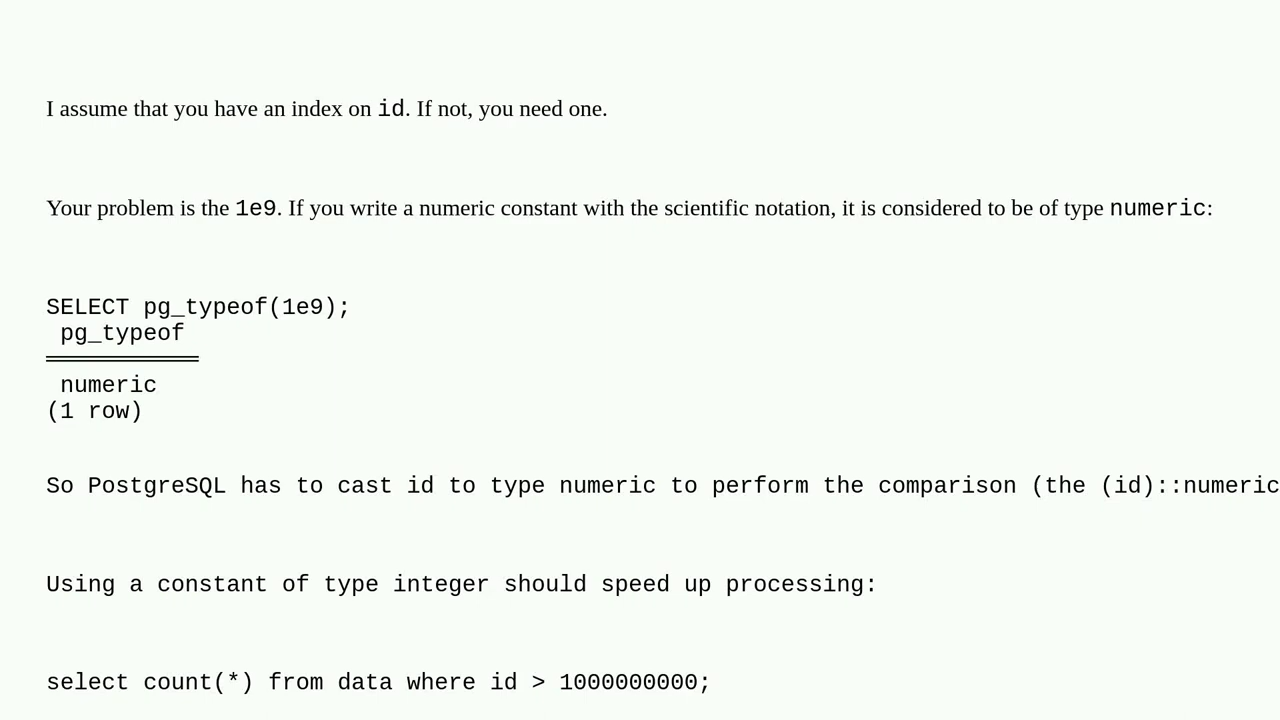 I assume that you have an index on id. If not, you need one.
Your problem is the 1e9. If you write a numeric constant with the scientific notation, it is considered to be of type numeric:
SELECT pg_typeof(1e9);
 pg_typeof
═══════════
 numeric
(1 row)
So PostgreSQL has to cast id to type numeric to perform the comparison (the (id)::numeric
Using a constant of type integer should speed up processing:
select count(*) from data where id > 1000000000;